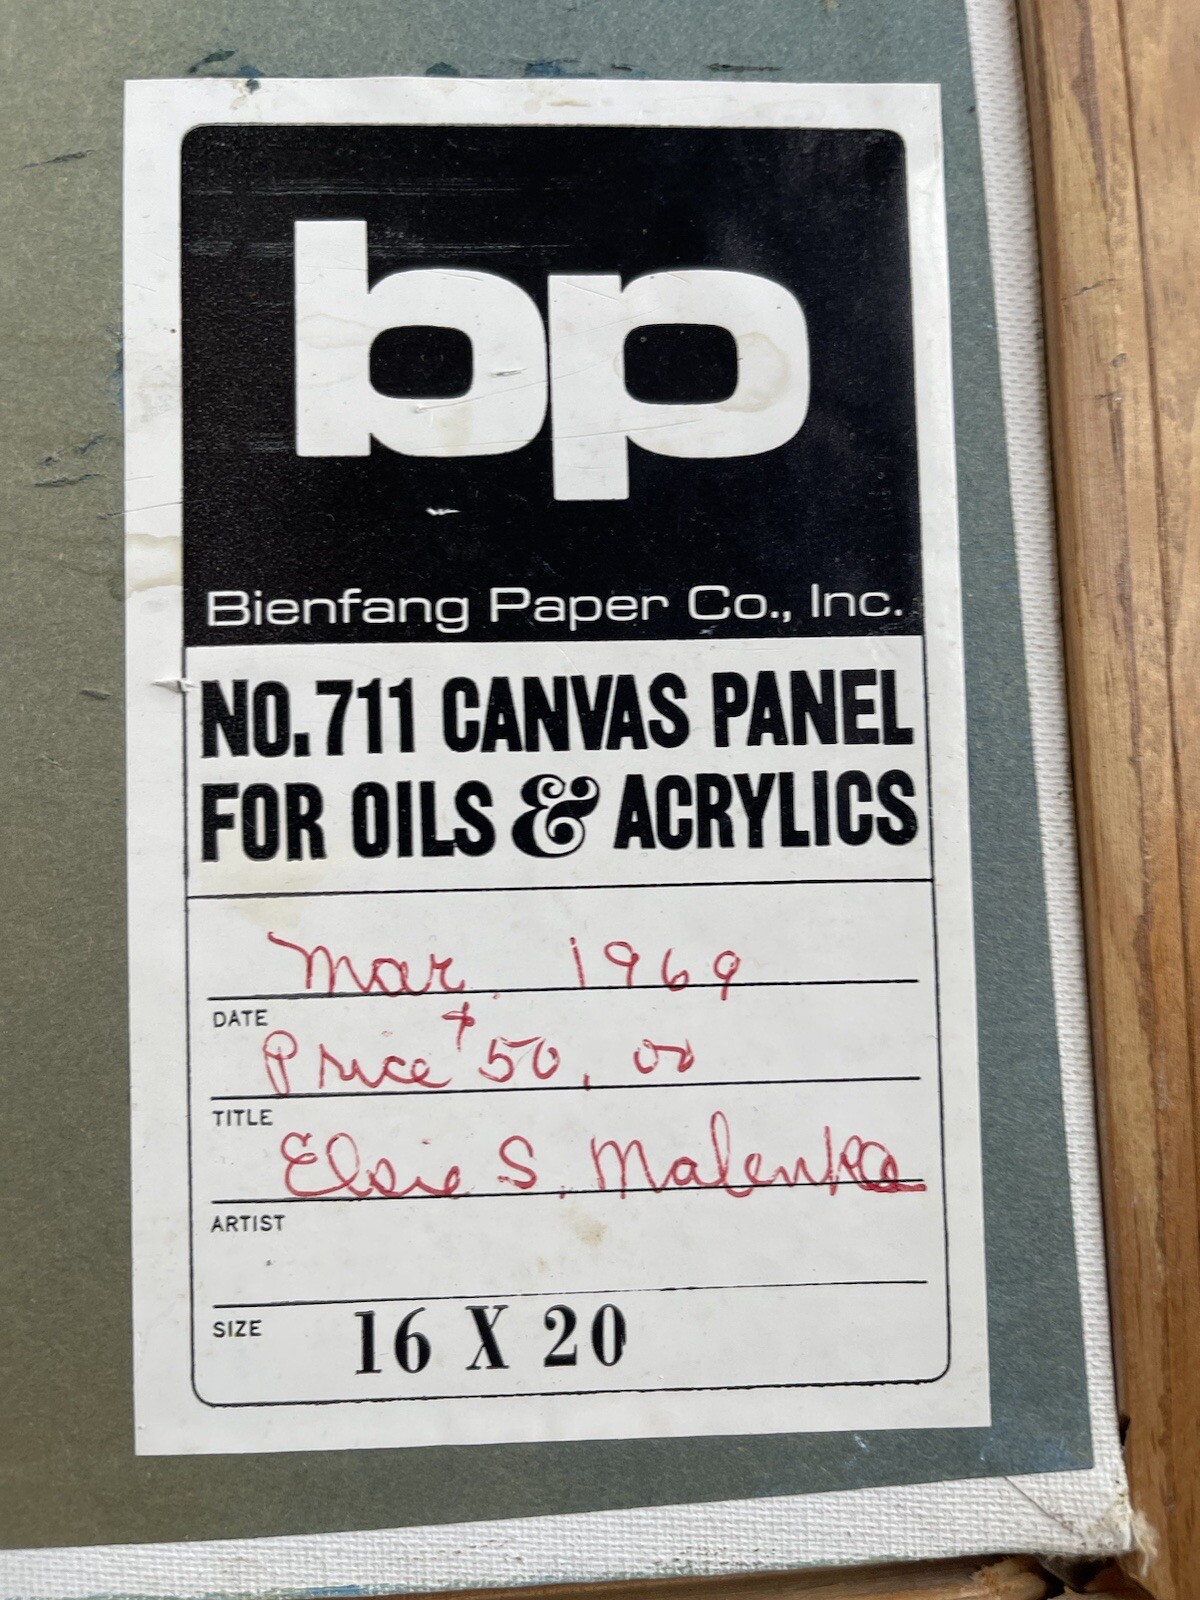 bp
Bienfang Paper Co., Inc.
NO. 711 CANVAS PANEL
FOR OILS & ACRYLICS
Mar. 1969
DATE
Price $50.00
TITLE
Elsie S. Malenka
ARTIST
SIZE 16 X 20